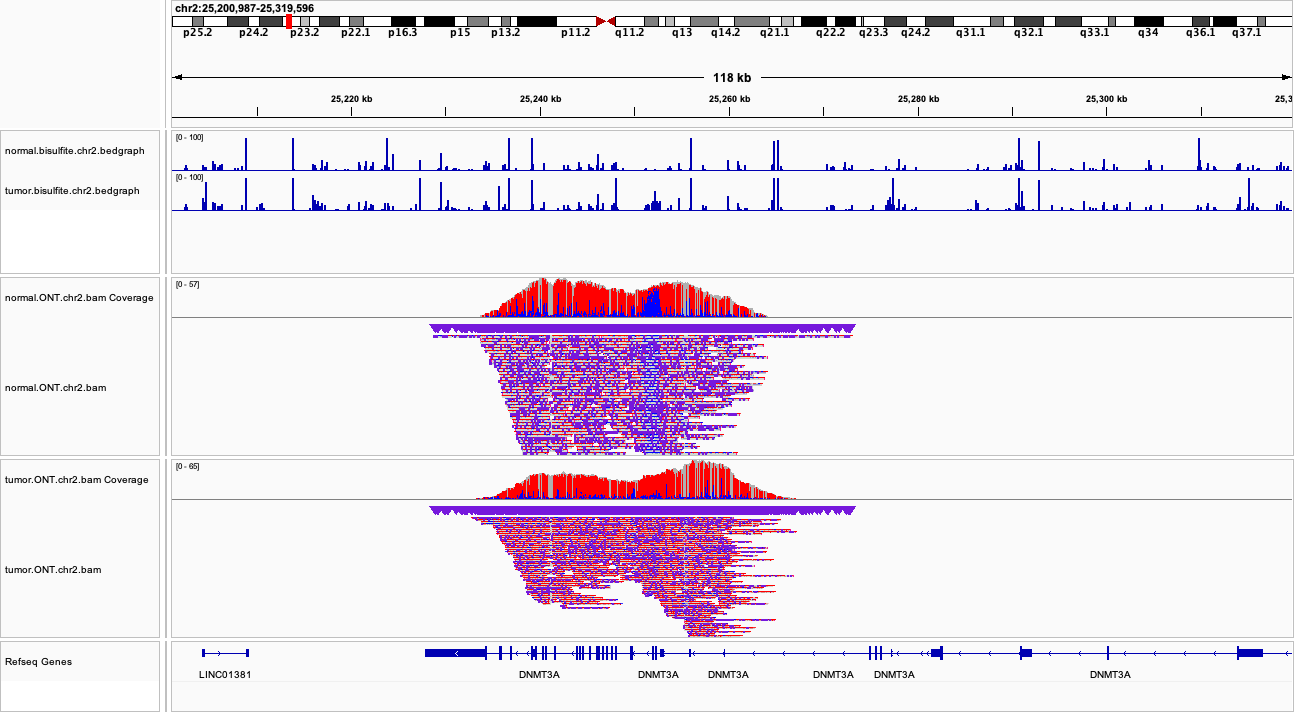 chr2:25,200,987-25,319,596
p25.2 p24.2 p23.2 p22.1 p16.3 p15 p13.2 p11.2 q11.2 q13 q14.2 q21.1 q22.2 q23.3 q24.2 q31.1 q32.1 q33.1 q34 q36.1 q37.1
118 kb
25,220 kb 25,240 kb 25,260 kb 25,280 kb 25,300 kb 25,3
[0 - 100]
normal.bisulfite.chr2.bedgraph
[0 - 100]
tumor.bisulfite.chr2.bedgraph
[0 - 57]
normal.ONT.chr2.bam Coverage
normal.ONT.chr2.bam
[0 - 65]
tumor.ONT.chr2.bam Coverage
tumor.ONT.chr2.bam
Refseq Genes
LINC01381 DNMT3A DNMT3A DNMT3A DNMT3A DNMT3A DNMT3A